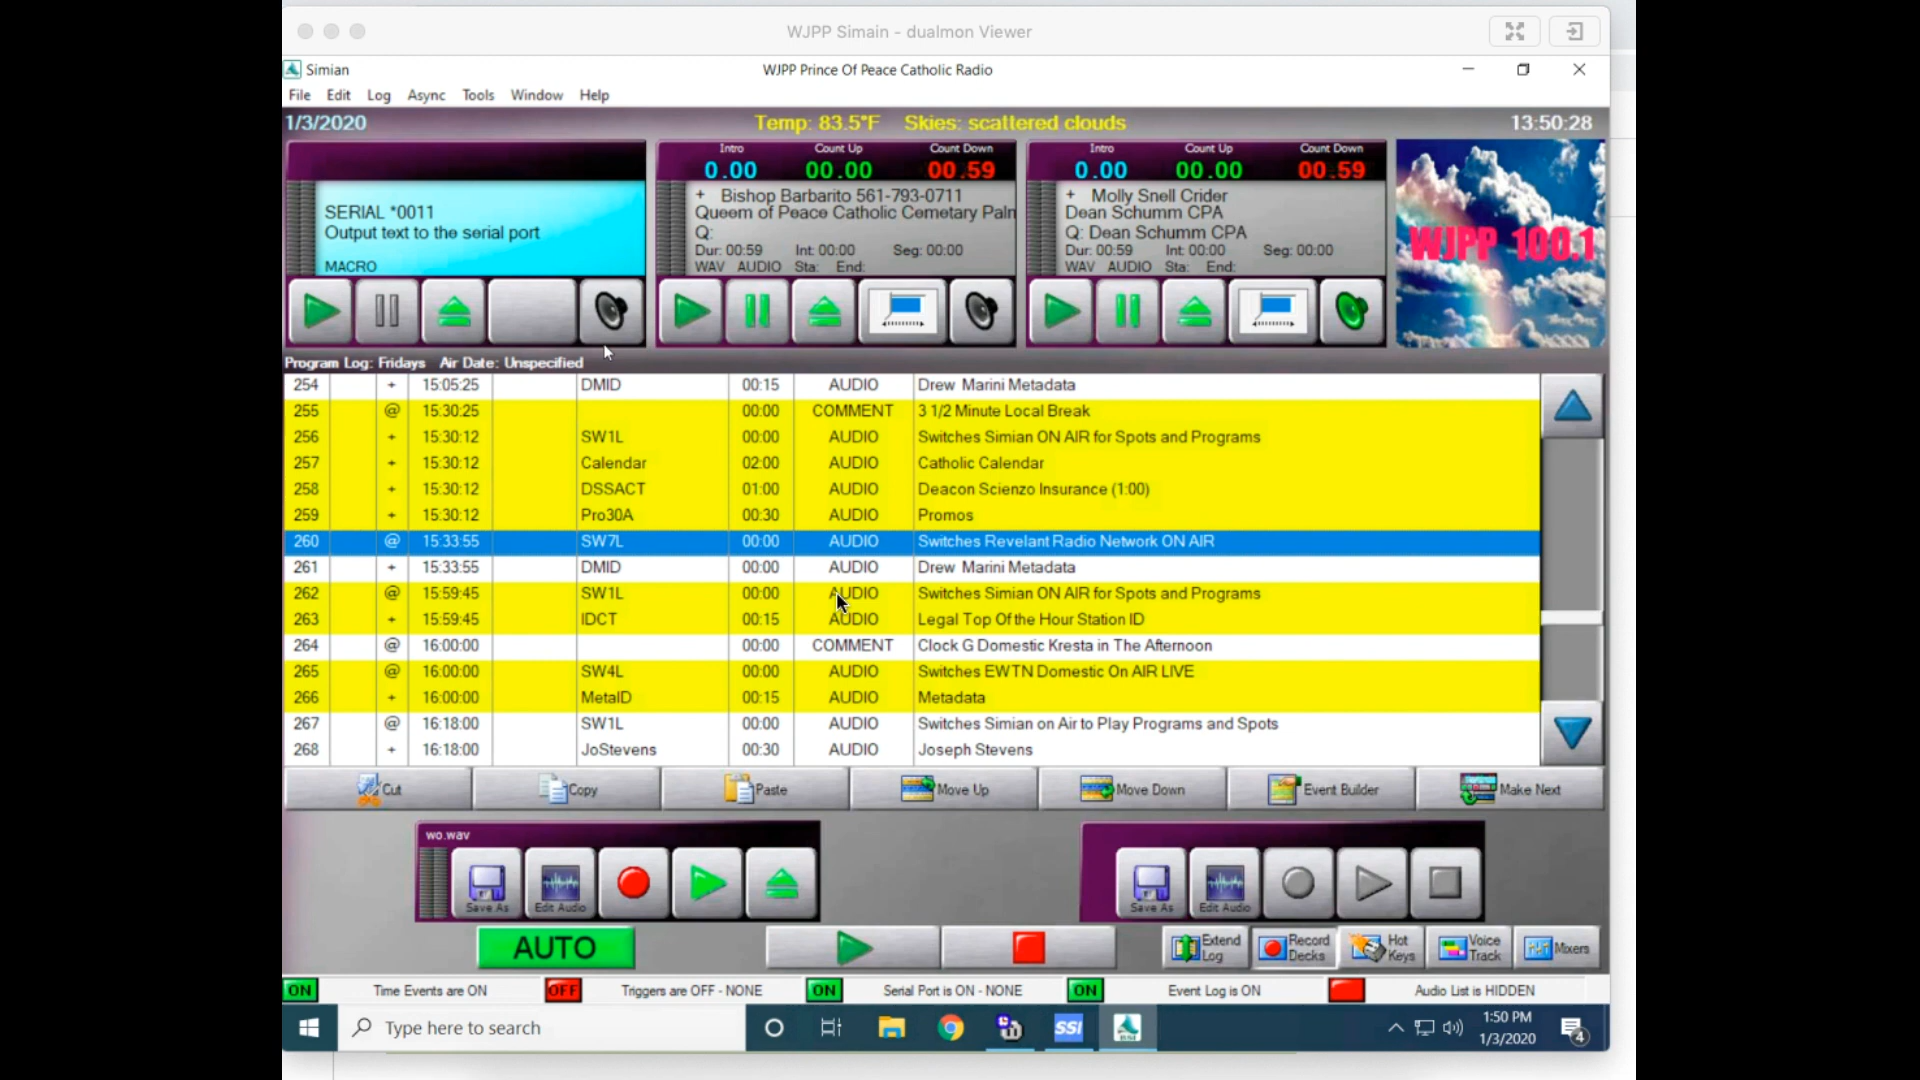 WJPP Simain - dualmon Viewer
Simian
WJPP Prince Of Peace Catholic Radio
File Edit Log Async Tools Window Help
1/3/2020
Temp: 83.5°F Skies: scattered clouds
13:50:28
SERIAL *0011
Output text to the serial port
MACRO
Intro Count Up Count Down
0.00 00.00 00.59
+ Bishop Barbarito 561-793-0711
Queem of Peace Catholic Cemetary Palm
Q:
Dur: 00:59 Int: 00:00 Seg: 00:00
WAV AUDIO Sta: End:
Intro Count Up Count Down
0.00 00.00 00.59
+ Molly Snell Crider
Dean Schumm CPA
Q: Dean Schumm CPA
Dur: 00:59 Int: 00:00 Seg: 00:00
WAV AUDIO Sta: End:
WJPP 100.1
Program Log: Fridays Air Date: Unspecified
254 + 15:05:25 DMID 00:15 AUDIO Drew Marini Metadata
255 @ 15:30:25 00:00 COMMENT 3 1/2 Minute Local Break
256 + 15:30:12 SW1L 00:00 AUDIO Switches Simian ON AIR for Spots and Programs
257 + 15:30:12 Calendar 02:00 AUDIO Catholic Calendar
258 + 15:30:12 DSSACT 01:00 AUDIO Deacon Scienzo Insurance (1:00)
259 + 15:30:12 Pro30A 00:30 AUDIO Promos
260 @ 15:33:55 SW7L 00:00 AUDIO Switches Revelant Radio Network ON AIR
261 + 15:33:55 DMID 00:00 AUDIO Drew Marini Metadata
262 @ 15:59:45 SW1L 00:00 AUDIO Switches Simian ON AIR for Spots and Programs
263 + 15:59:45 IDCT 00:15 AUDIO Legal Top Of the Hour Station ID
264 @ 16:00:00 00:00 COMMENT Clock G Domestic Kresta in The Afternoon
265 @ 16:00:00 SW4L 00:00 AUDIO Switches EWTN Domestic On AIR LIVE
266 + 16:00:00 MetaID 00:15 AUDIO Metadata
267 @ 16:18:00 SW1L 00:00 AUDIO Switches Simian on Air to Play Programs and Spots
268 + 16:18:00 JoStevens 00:30 AUDIO Joseph Stevens
Cut Copy Paste Move Up Move Down Event Builder Make Next
wo.wav
Save As Edit Audio
Save As Edit Audio
AUTO
Extend Log
Record Decks
Hot Keys
Voice Track
Mixers
ON Time Events are ON OFF Triggers are OFF - NONE ON Serial Port is ON - NONE ON Event Log is ON Audio List is HIDDEN
Type here to search
SSI
BSI
1:50 PM
1/3/2020
4